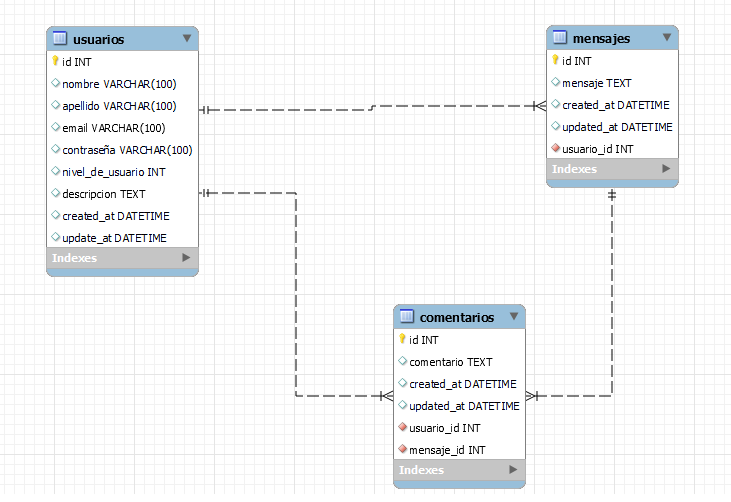 usuarios
id INT
nombre VARCHAR(100)
apellido VARCHAR(100)
email VARCHAR(100)
contraseña VARCHAR(100)
nivel_de_usuario INT
descripcion TEXT
created_at DATETIME
update_at DATETIME
Indexes
mensajes
id INT
mensaje TEXT
created_at DATETIME
updated_at DATETIME
usuario_id INT
Indexes
comentarios
id INT
comentario TEXT
created_at DATETIME
updated_at DATETIME
usuario_id INT
mensaje_id INT
Indexes